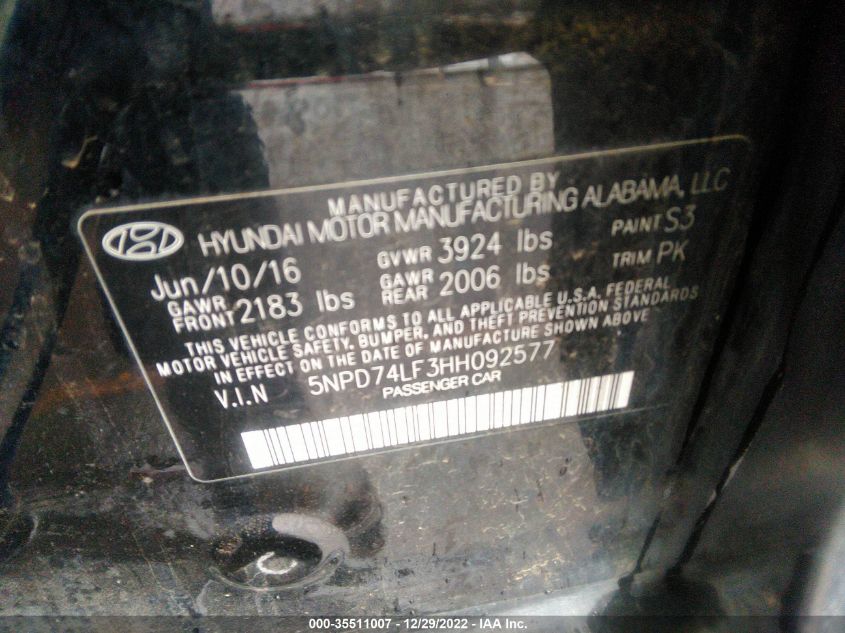 MANUFACTURED BY
HYUNDAI MOTOR MANUFACTURING ALABAMA, LLC
Jun/10/16 GVWR 3924 lbs PAINT S3
GAWR FRONT 2183 lbs GAWR REAR 2006 lbs TRIM PK
THIS VEHICLE CONFORMS TO ALL APPLICABLE U.S.A. FEDERAL
MOTOR VEHICLE SAFETY, BUMPER, AND THEFT PREVENTION STANDARDS
IN EFFECT ON THE DATE OF MANUFACTURE SHOWN ABOVE
V.I.N 5NPD74LF3HH092577
PASSENGER CAR
000-35511007 - 12/29/2022 - IAA Inc.